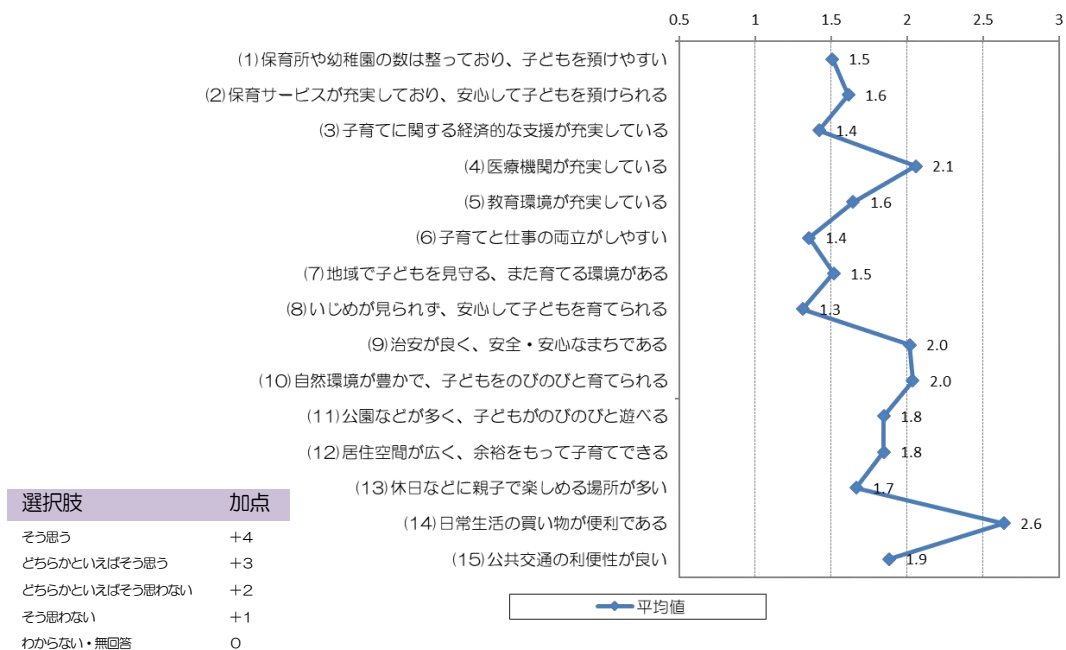 0.5 1 1.5 2 2.5 3
(1)保育所や幼稚園の数は整っており、子どもを預けやすい 1.5
(2)保育サービスが充実しており、安心して子どもを預けられる 1.6
(3)子育てに関する経済的な支援が充実している 1.4
(4)医療機関が充実している 2.1
(5)教育環境が充実している 1.6
(6)子育てと仕事の両立がしやすい 1.4
(7)地域で子どもを見守る、また育てる環境がある 1.5
(8)いじめが見られず、安心して子どもを育てられる 1.3
(9)治安が良く、安全・安心なまちである 2.0
(10)自然環境が豊かで、子どもをのびのびと育てられる 2.0
(11)公園などが多く、子どもがのびのびと遊べる 1.8
(12)居住空間が広く、余裕をもって子育てできる 1.8
(13)休日などに親子で楽しめる場所が多い 1.7
(14)日常生活の買い物が便利である 2.6
(15)公共交通の利便性が良い 1.9
平均値
選択肢 加点
そう思う +4
どちらかといえばそう思う +3
どちらかといえばそう思わない +2
そう思わない +1
わからない・無回答 0